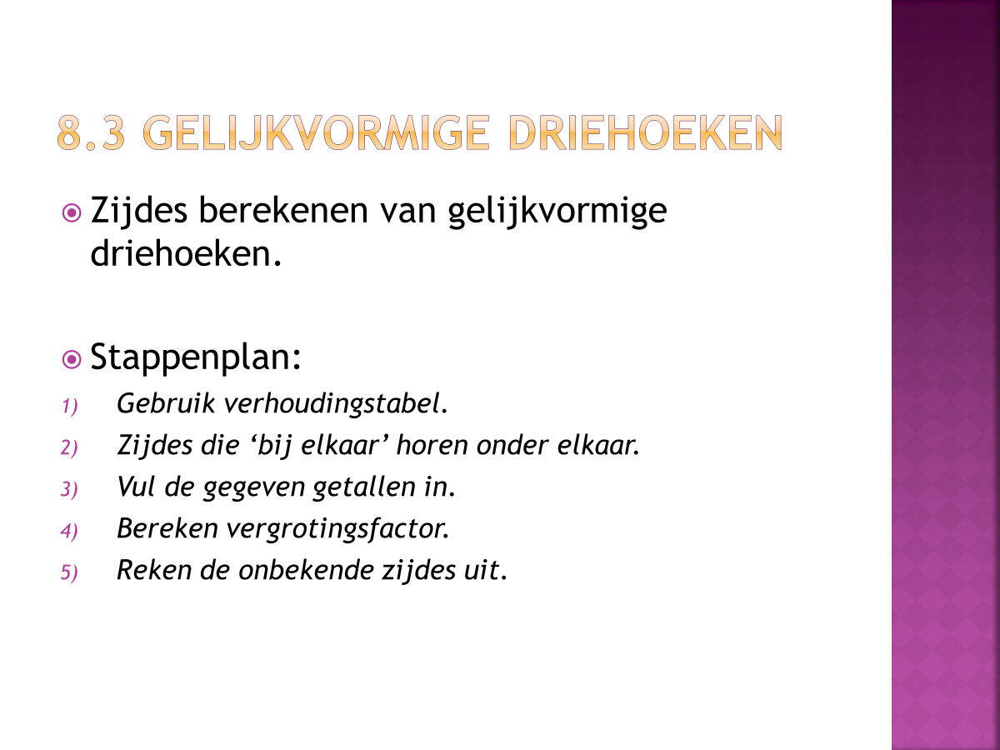 8.3 GELIJKVORMIGE DRIEHOEKEN
Zijdes berekenen van gelijkvormige
driehoeken.
Stappenplan:
1) Gebruik verhoudingstabel.
2) Zijdes die ‘bij elkaar’ horen onder elkaar.
3) Vul de gegeven getallen in.
4) Bereken vergrotingsfactor.
5) Reken de onbekende zijdes uit.